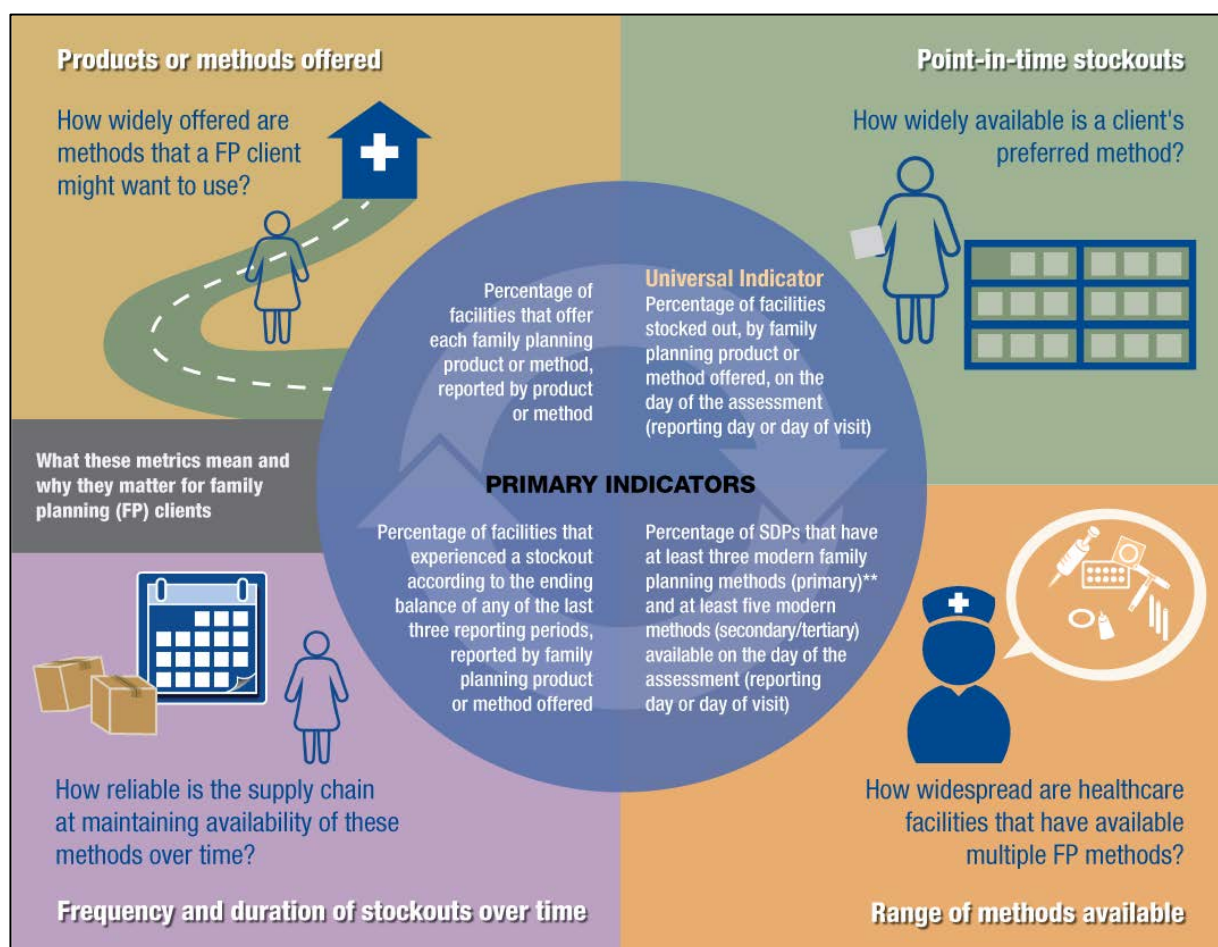 Products or methods offered
How widely offered are
methods that a FP client
might want to use?
Point-in-time stockouts
How widely available is a client's
preferred method?
Percentage of
facilities that offer
each family planning
product or method,
reported by product
or method
Universal Indicator
Percentage of facilities
stocked out, by family
planning product or
method offered, on the
day of the assessment
(reporting day or day of visit)
What these metrics mean and
why they matter for family
planning (FP) clients
PRIMARY INDICATORS
Percentage of facilities that
experienced a stockout
according to the ending
balance of any of the last
three reporting periods,
reported by family
planning product
or method offered
Percentage of SDPs that have
at least three modern family
planning methods (primary)**
and at least five modern
methods (secondary/tertiary)
available on the day of the
assessment (reporting
day or day of visit)
How reliable is the supply chain
at maintaining availability of these
methods over time?
Frequency and duration of stockouts over time
How widespread are healthcare
facilities that have available
multiple FP methods?
Range of methods available